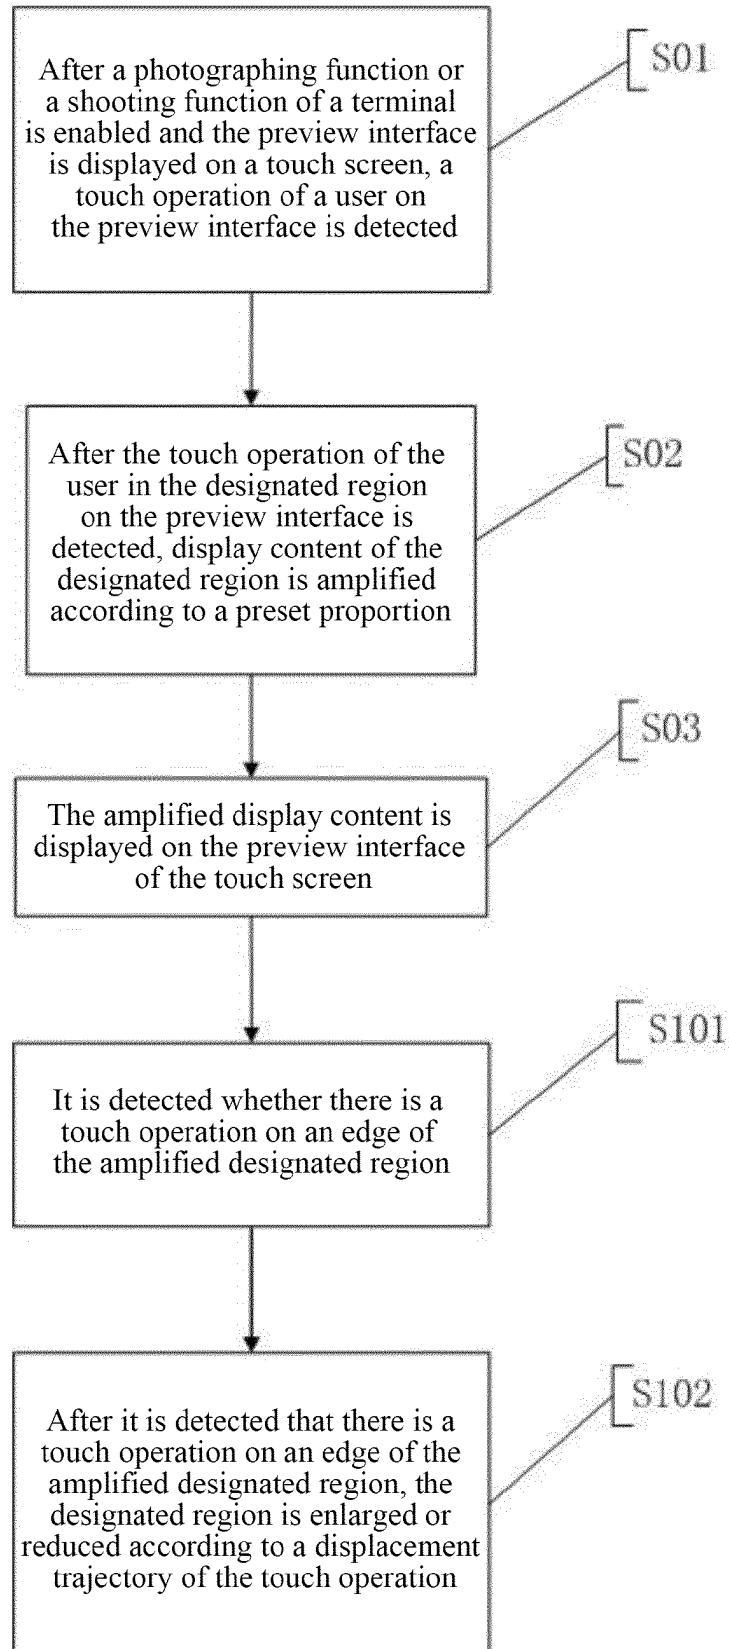 After a photographing function or
a shooting function of a terminal
is enabled and the preview interface
is displayed on a touch screen, a
touch operation of a user on
the preview interface is detected
S01
After the touch operation of the
user in the designated region
on the preview interface is
detected, display content of the
designated region is amplified
according to a preset proportion
S02
The amplified display content is
displayed on the preview interface
of the touch screen
S03
It is detected whether there is a
touch operation on an edge of
the amplified designated region
S101
After it is detected that there is a
touch operation on an edge of the
amplified designated region, the
designated region is enlarged or
reduced according to a displacement
trajectory of the touch operation
S102